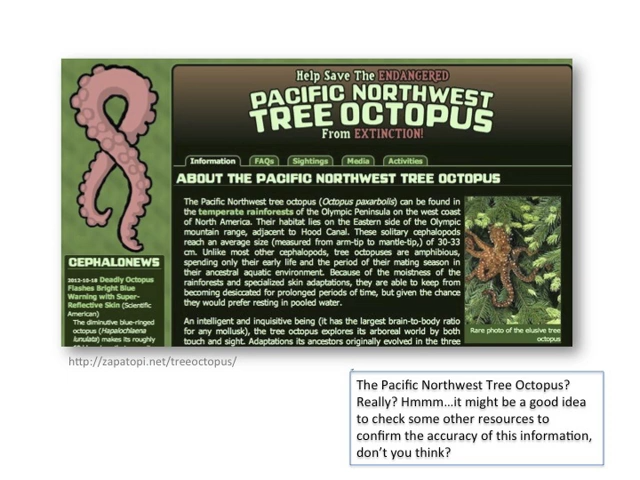 Help Save The ENDANGERED
PACIFIC NORTHWEST
TREE OCTOPUS
From EXTINCTION!
Information
FAQs
Sightings
Media
Activities
ABOUT THE PACIFIC NORTHWEST TREE OCTOPUS
The Pacific Northwest tree octopus (Octopus paxarbolis) can be found in
the temperate rainforests of the Olympic Peninsula on the west coast
of North America. Their habitat lies on the Eastern side of the Olympic
mountain range, adjacent to Hood Canal. These solitary cephalopods
reach an average size (measured from arm-tip to mantle-tip,) of 30-33
cm. Unlike most other cephalopods, tree octopuses are amphibious,
spending only their early life and the period of their mating season in
their ancestral aquatic environment. Because of the moistness of the
rainforests and specialized skin adaptations, they are able to keep from
becoming desiccated for prolonged periods of time, but given the chance
they would prefer resting in pooled water.
An intelligent and inquisitive being (it has the largest brain-to-body ratio
for any mollusk), the tree octopus explores its arboreal world by both
touch and sight. Adaptations its ancestors originally evolved in the three
Rare photo of the elusive tree
octopus
CEPHALONEWS
2012-10-18 Deadly Octopus
Flashes Bright Blue
Warning with Super-
Reflective Skin (Scientific
American)
The diminutive blue-ringed
octopus (Hapalochlaena
lunulata) makes its roughly
http://zapatopi.net/treeoctopus/
The Pacific Northwest Tree Octopus?
Really? Hmmm...it might be a good idea
to check some other resources to
confirm the accuracy of this information,
don't you think?